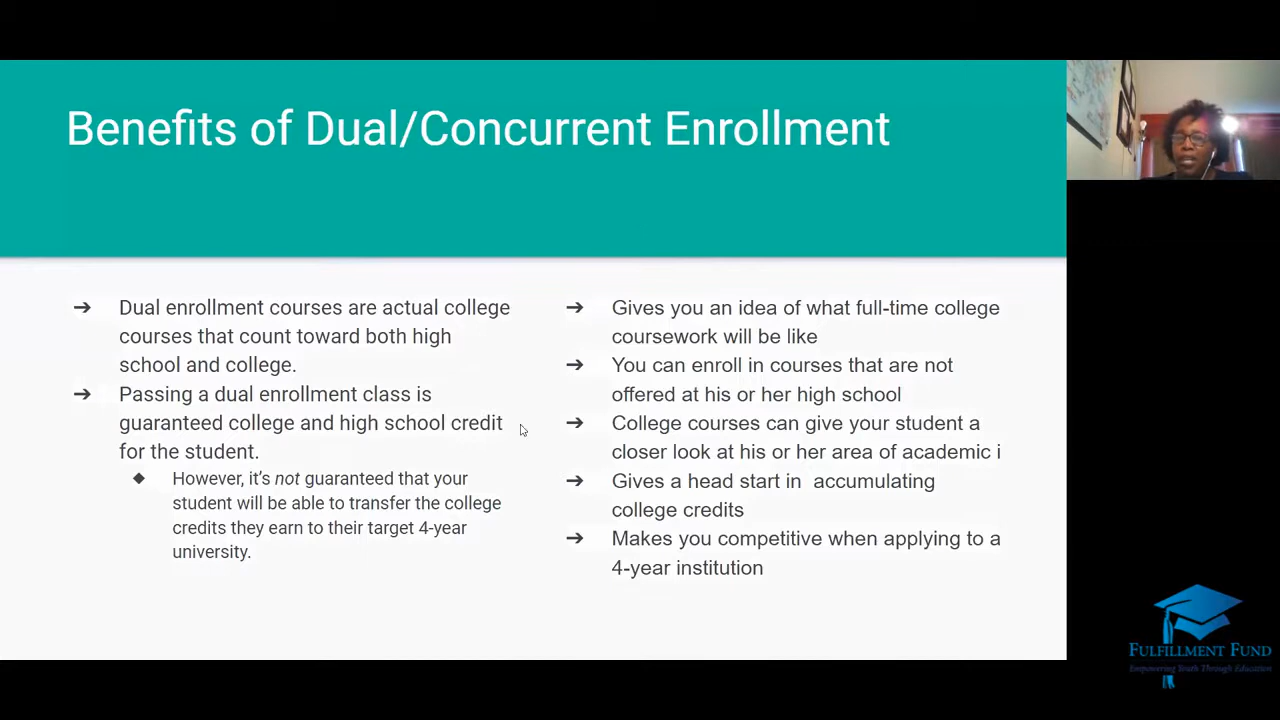 Benefits of Dual/Concurrent Enrollment
➔ Dual enrollment courses are actual college
courses that count toward both high
school and college.
➔ Passing a dual enrollment class is
guaranteed college and high school credit
for the student.
◆ However, it's not guaranteed that your
student will be able to transfer the college
credits they earn to their target 4-year
university.
➔ Gives you an idea of what full-time college
coursework will be like
➔ You can enroll in courses that are not
offered at his or her high school
➔ College courses can give your student a
closer look at his or her area of academic i
➔ Gives a head start in accumulating
college credits
➔ Makes you competitive when applying to a
4-year institution
FULFILLMENT FUND
Empowering Youth Through Education